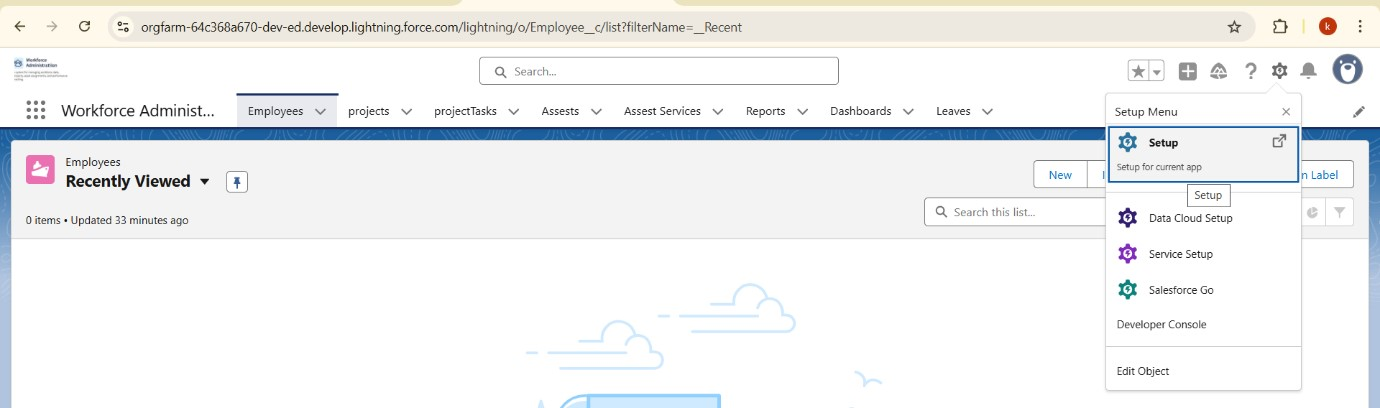 orgfarm-64c368a670-dev-ed.develop.lightning.force.com/lightning/o/Employee__c/list?filterName=__Recent
k
Workforce
Administration
Search...
Workforce Administ...
Employees
projects
projectTasks
Assests
Assest Services
Reports
Dashboards
Leaves
Setup Menu
Setup
Setup for current app
Setup
Data Cloud Setup
Service Setup
Salesforce Go
Developer Console
Edit Object
Employees
Recently Viewed
New
I
n Label
0 items • Updated 33 minutes ago
Search this list...